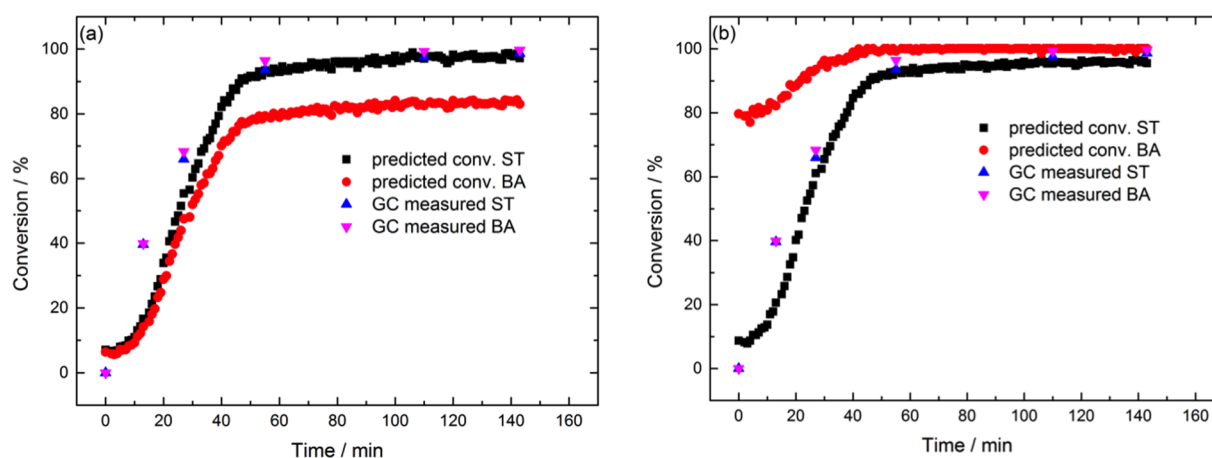 (a)
100
80
60
40
20
0
Conversion / %
predicted conv. ST
predicted conv. BA
GC measured ST
GC measured BA
0 20 40 60 80 100 120 140 160
Time / min
(b)
100
80
60
40
20
0
Conversion / %
predicted conv. ST
predicted conv. BA
GC measured ST
GC measured BA
0 20 40 60 80 100 120 140 160
Time / min